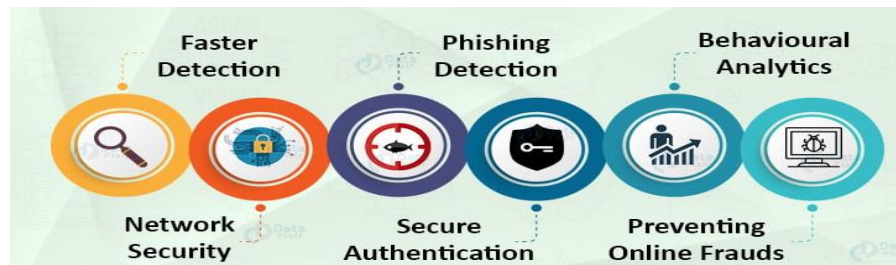 Faster
Detection
Phishing
Detection
Behavioural
Analytics
Network
Security
Secure
Authentication
Preventing
Online Frauds